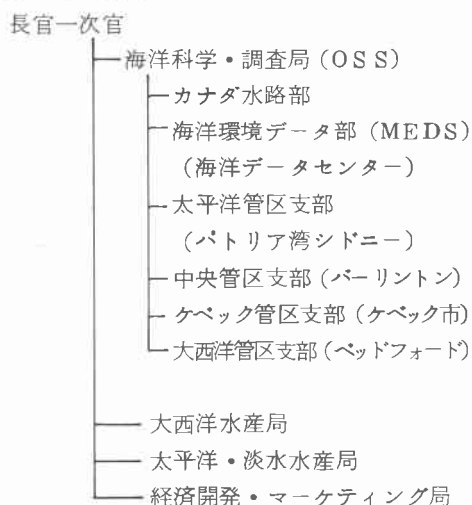 長官一次官
海洋科学・調査局(OSS)
カナダ水路部
海洋環境データ部(MEDS)
(海洋データセンター)
太平洋管区支部
(パトリア湾シドニー)
中央管区支部(バーリントン)
ケベック管区支部(ケベック市)
大西洋管区支部(ベッドフォード)
大西洋水産局
太平洋・淡水水産局
経済開発・マーケティング局